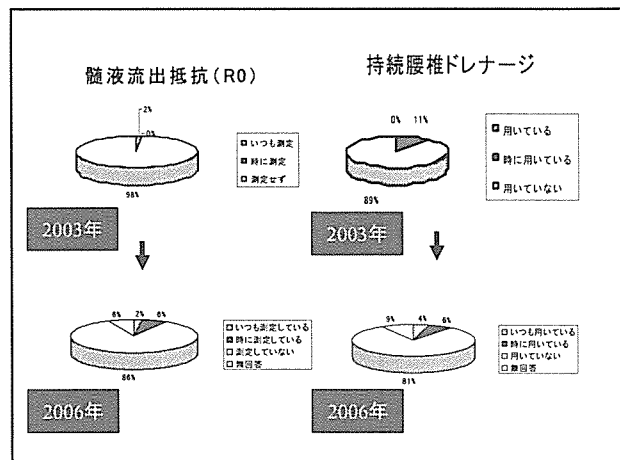 髄液流出抵抗(R0)
持続腰椎ドレナージ
2%
0%
98%
いつも測定
時に測定
測定せず
0% 11%
89%
用いている
時に用いている
用いていない
2003年
2003年
6% 2% 6%
86%
いつも測定している
時に測定している
測定していない
無回答
9% 4% 6%
81%
いつも用いている
時に用いている
用いていない
無回答
2006年
2006年